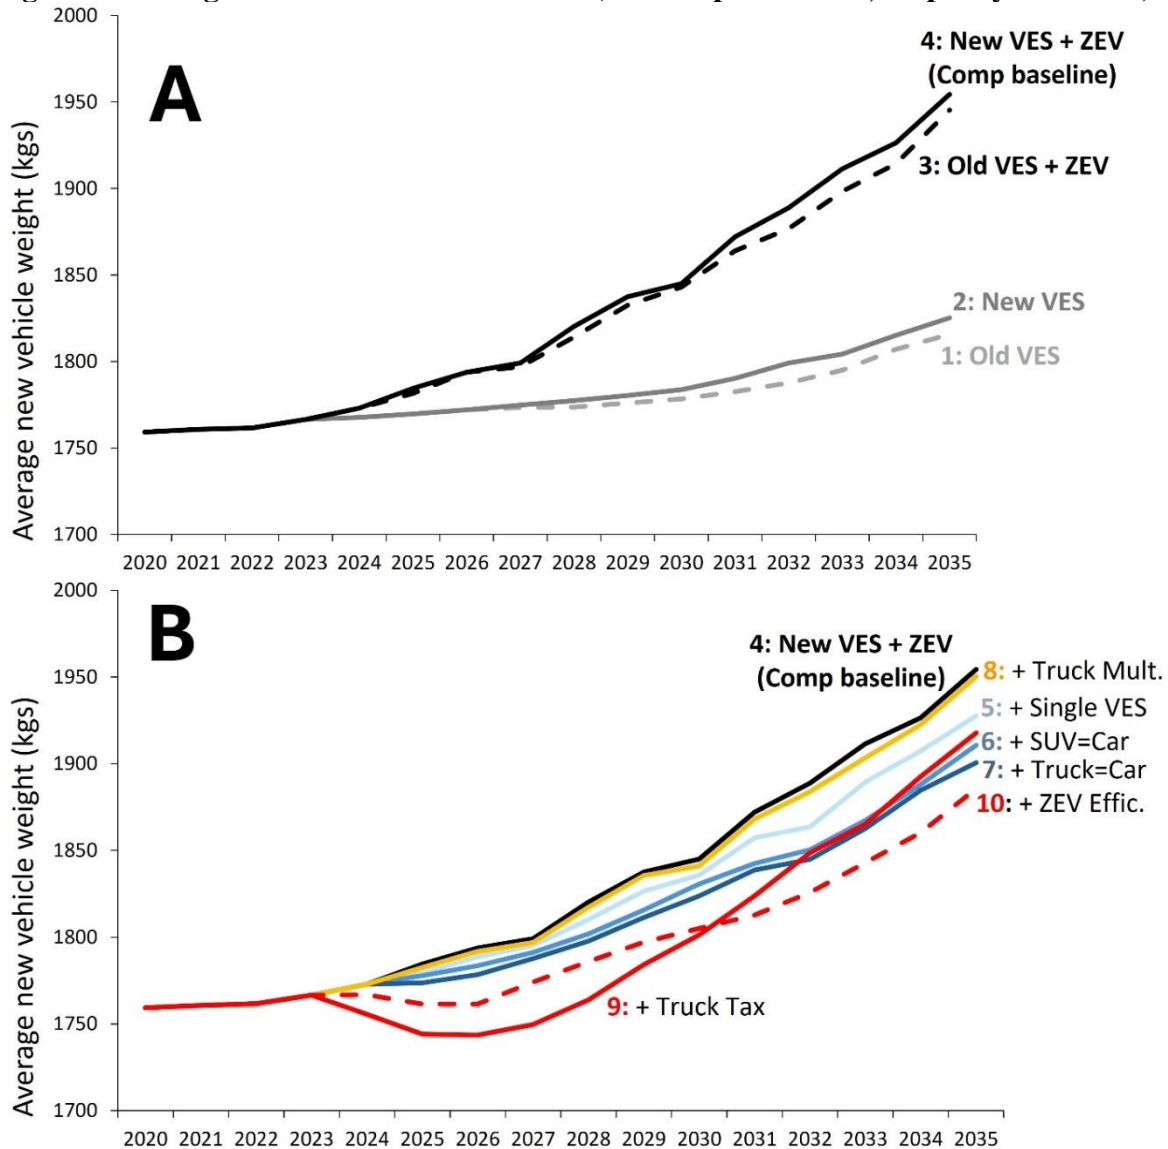 A
Average new vehicle weight (kgs)
2000
1950
1900
1850
1800
1750
1700
4: New VES + ZEV
(Comp baseline)
3: Old VES + ZEV
2: New VES
1: Old VES
2020 2021 2022 2023 2024 2025 2026 2027 2028 2029 2030 2031 2032 2033 2034 2035
B
Average new vehicle weight (kgs)
2000
1950
1900
1850
1800
1750
1700
4: New VES + ZEV
(Comp baseline)
8: + Truck Mult.
5: + Single VES
6: + SUV=Car
7: + Truck=Car
10: + ZEV Effic.
9: + Truck Tax
2020 2021 2022 2023 2024 2025 2026 2027 2028 2029 2030 2031 2032 2033 2034 2035